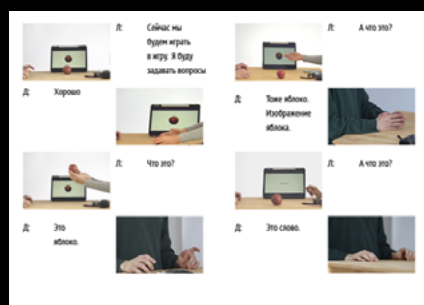 Л: Сейчас мы
будем играть
в игру. Я буду
задавать вопросы
Д: Хорошо
Л: Что это?
Д: Это
яблоко.
Л: А что это?
Д: Тоже яблоко.
Изображение
яблока.
Л: А что это?
Д: Это слово.